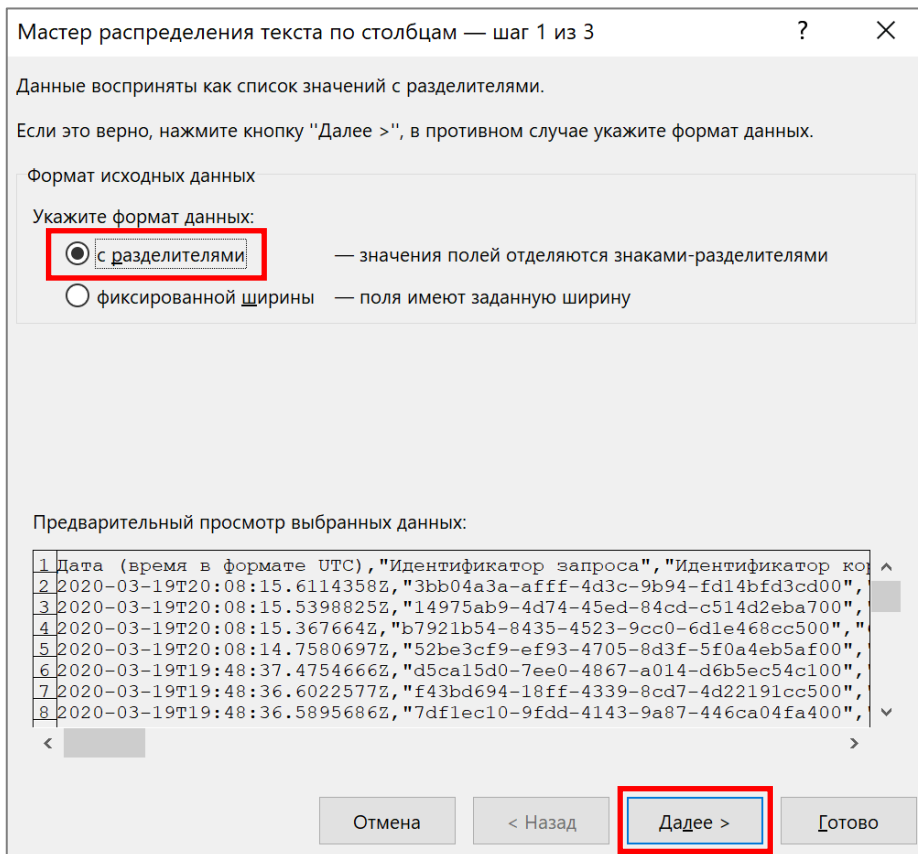 Мастер распределения текста по столбцам — шаг 1 из 3 ?
Данные восприняты как список значений с разделителями.
Если это верно, нажмите кнопку "Далее >", в противном случае укажите формат данных.
Формат исходных данных
Укажите формат данных:
с разделителями — значения полей отделяются знаками-разделителями
фиксированной ширины — поля имеют заданную ширину
Предварительный просмотр выбранных данных:
1 Дата (время в формате UTC),"Идентификатор запроса","Идентификатор кор
2 2020-03-19T20:08:15.6114358Z,"3bb04a3a-afff-4d3c-9b94-fd14bfd3cd00","
3 2020-03-19T20:08:15.5398825Z,"14975ab9-4d74-45ed-84cd-c514d2eba700","
4 2020-03-19T20:08:15.367664Z,"b7921b54-8435-4523-9cc0-6d1e468cc500","
5 2020-03-19T20:08:14.7580697Z,"52be3cf9-ef93-4705-8d3f-5f0a4eb5af00","
6 2020-03-19T19:48:37.4754666Z,"d5ca15d0-7ee0-4867-a014-d6b5ec54c100","
7 2020-03-19T19:48:36.6022577Z,"f43bd694-18ff-4339-8cd7-4d22191cc500","
8 2020-03-19T19:48:36.5895686Z,"7df1ec10-9fdd-4143-9a87-446ca04fa400","
Отмена < Назад Далее > Готово